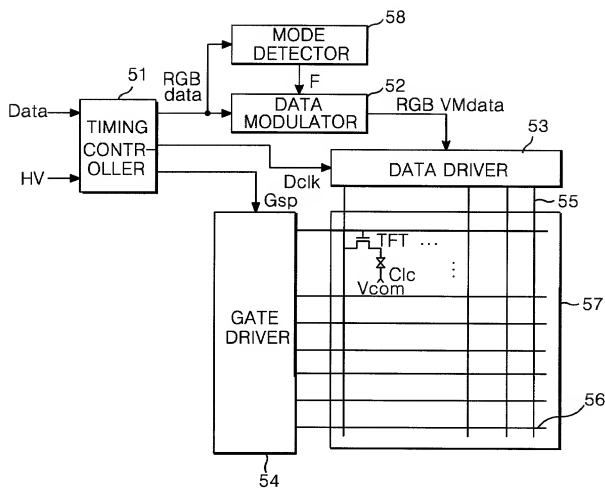 58
MODE
DETECTOR
51
RGB
data
F
52
Data
TIMING
CONTR
OLLER
HV
DATA
MODULATOR
RGB VMdata
53
DATA DRIVER
Dclk
Gsp
55
TFT ...
⋮
Clc
Vcom
57
GATE
DRIVER
56
54